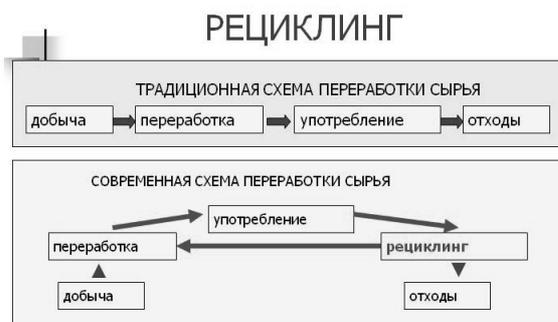 РЕЦИКЛИНГ
ТРАДИЦИОННАЯ СХЕМА ПЕРЕРАБОТКИ СЫРЬЯ
добыча
переработка
употребление
отходы
СОВРЕМЕННАЯ СХЕМА ПЕРЕРАБОТКИ СЫРЬЯ
употребление
переработка
рециклинг
добыча
отходы